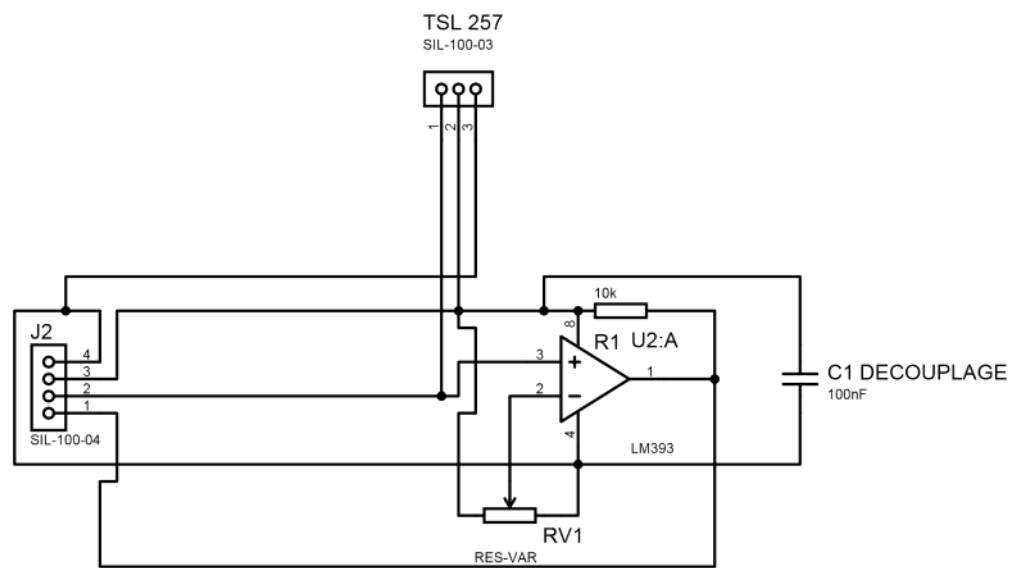 TSL 257
SIL-100-03
1
2
3
10k
J2
R1
U2:A
8
4
3
2
1
3
2
1
4
C1 DECOUPLAGE
100nF
SIL-100-04
LM393
RV1
RES-VAR